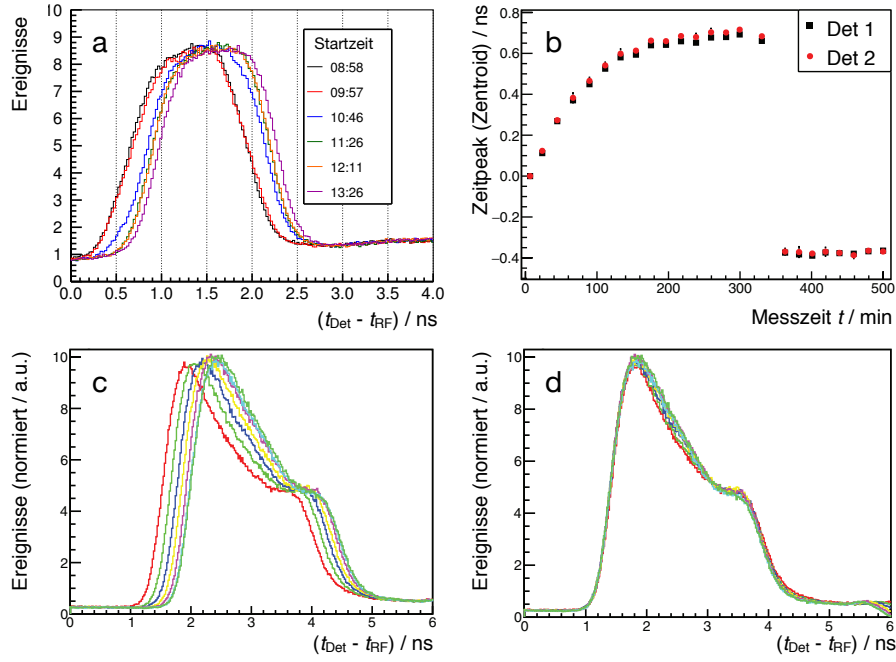 a
Startzeit
08:58
09:57
10:46
11:26
12:11
13:26
Ereignisse
10
9
8
7
6
5
4
3
2
1
0
0.0 0.5 1.0 1.5 2.0 2.5 3.0 3.5 4.0
(tDet - tRF) / ns
b
Det 1
Det 2
Zeitpeak (Zentroid) / ns
0.8
0.6
0.4
0.2
0.0
−0.2
−0.4
0 100 200 300 400 500
Messzeit t / min
c
Ereignisse (normiert / a.u.)
10
8
6
4
2
0
0 1 2 3 4 5 6
(tDet - tRF) / ns
d
Ereignisse (normiert / a.u.)
10
8
6
4
2
0
0 1 2 3 4 5 6
(tDet - tRF) / ns